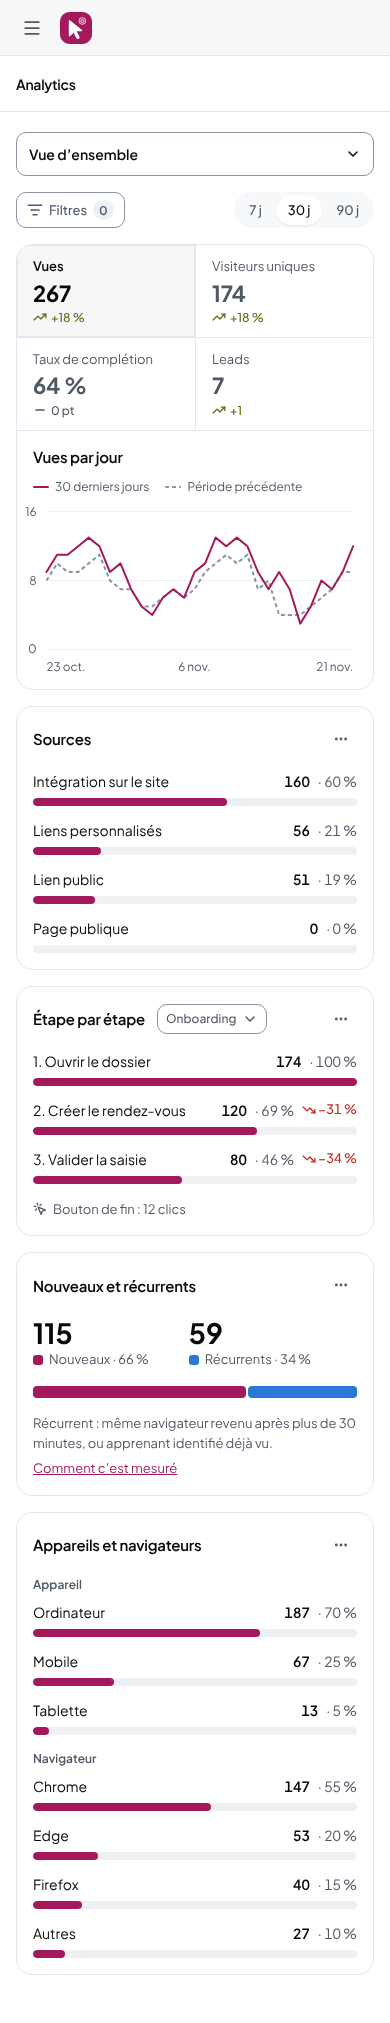 Analytics
Vue d’ensemble
Filtres 0
7 j 30 j 90 j
Vues
267
+18 %
Visiteurs uniques
174
+18 %
Taux de complétion
64 %
0 pt
Leads
7
+1
Vues par jour
30 derniers jours Période précédente
16
8
0
23 oct. 6 nov. 21 nov.
Sources
Intégration sur le site 160 · 60 %
Liens personnalisés 56 · 21 %
Lien public 51 · 19 %
Page publique 0 · 0 %
Étape par étape Onboarding
1. Ouvrir le dossier 174 · 100 %
2. Créer le rendez-vous 120 · 69 % −31 %
3. Valider la saisie 80 · 46 % −34 %
Bouton de fin : 12 clics
Nouveaux et récurrents
115
Nouveaux · 66 %
59
Récurrents · 34 %
Récurrent : même navigateur revenu après plus de 30
minutes, ou apprenant identifié déjà vu.
Comment c’est mesuré
Appareils et navigateurs
Appareil
Ordinateur 187 · 70 %
Mobile 67 · 25 %
Tablette 13 · 5 %
Navigateur
Chrome 147 · 55 %
Edge 53 · 20 %
Firefox 40 · 15 %
Autres 27 · 10 %